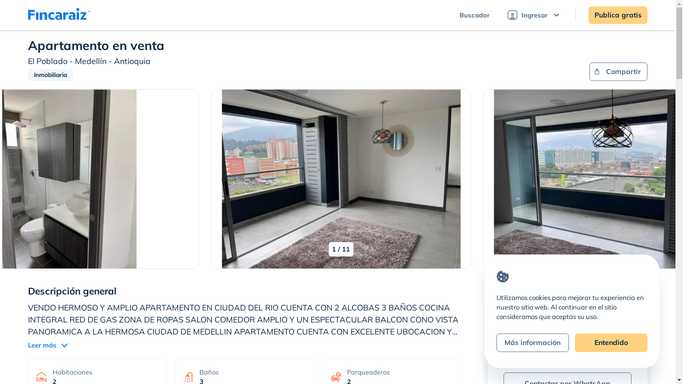 Fincaraiz
Buscador
Ingresar
Publica gratis
Apartamento en venta
El Poblado - Medellín - Antioquia
Inmobiliaria
Compartir
1 / 11
Descripción general
VENDO HERMOSO Y AMPLIO APARTAMENTO EN CIUDAD DEL RIO CUENTA CON 2 ALCOBAS 3 BAÑOS COCINA
INTEGRAL RED DE GAS ZONA DE ROPAS SALON COMEDOR AMPLIO Y UN ESPECTACULAR BALCON CONO VISTA
PANORAMICA A LA HERMOSA CIUDAD DE MEDELLIN APARTAMENTO CUENTA CON EXCELENTE UBOCACION Y...
Leer más
Habitaciones
2
Baños
3
Parqueaderos
2
Utilizamos cookies para mejorar tu experiencia en
nuestro sitio web. Al continuar en el sitio
consideramos que aceptas su uso.
Más información
Entendido
Contactar por WhatsApp